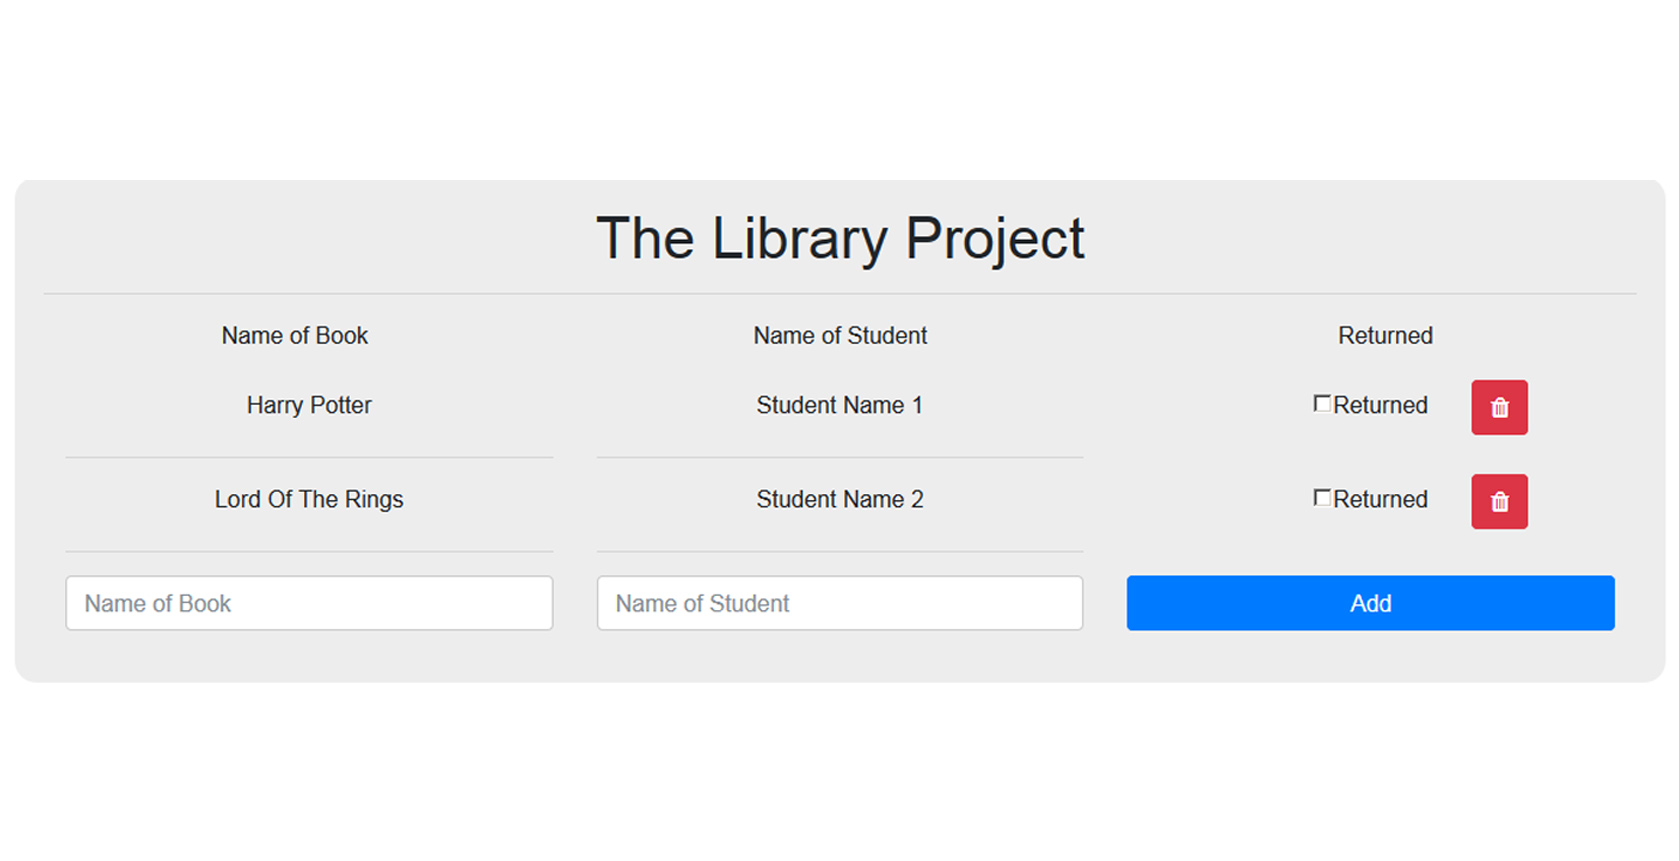 The Library Project
Name of Book Name of Student Returned
Harry Potter Student Name 1 Returned
Lord Of The Rings Student Name 2 Returned
Name of Book Name of Student Add